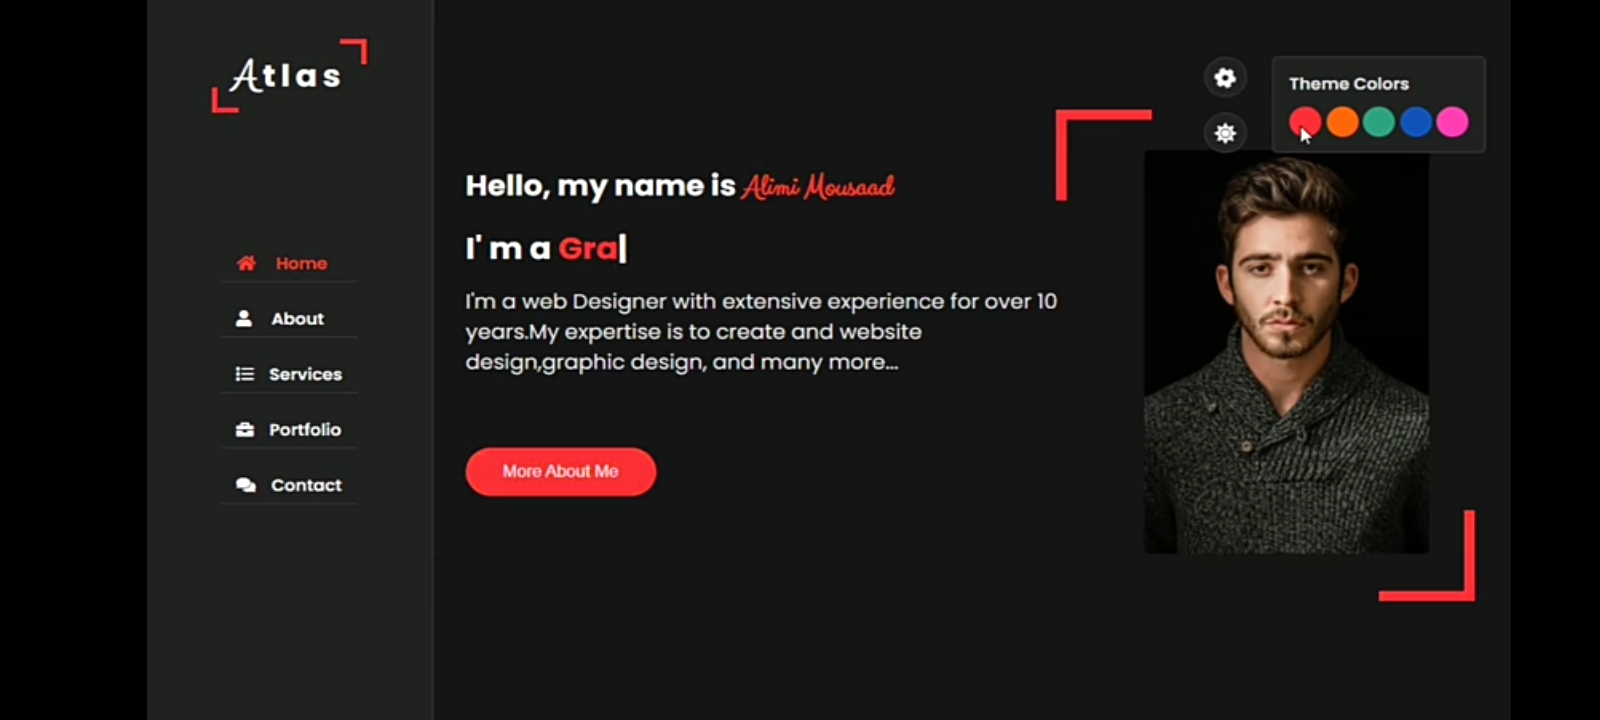 Atlas
Home
About
Services
Portfolio
Contact
Hello, my name is Alimi Mousaad
I' m a Gra|
I'm a web Designer with extensive experience for over 10
years.My expertise is to create and website
design,graphic design, and many more...
More About Me
Theme Colors